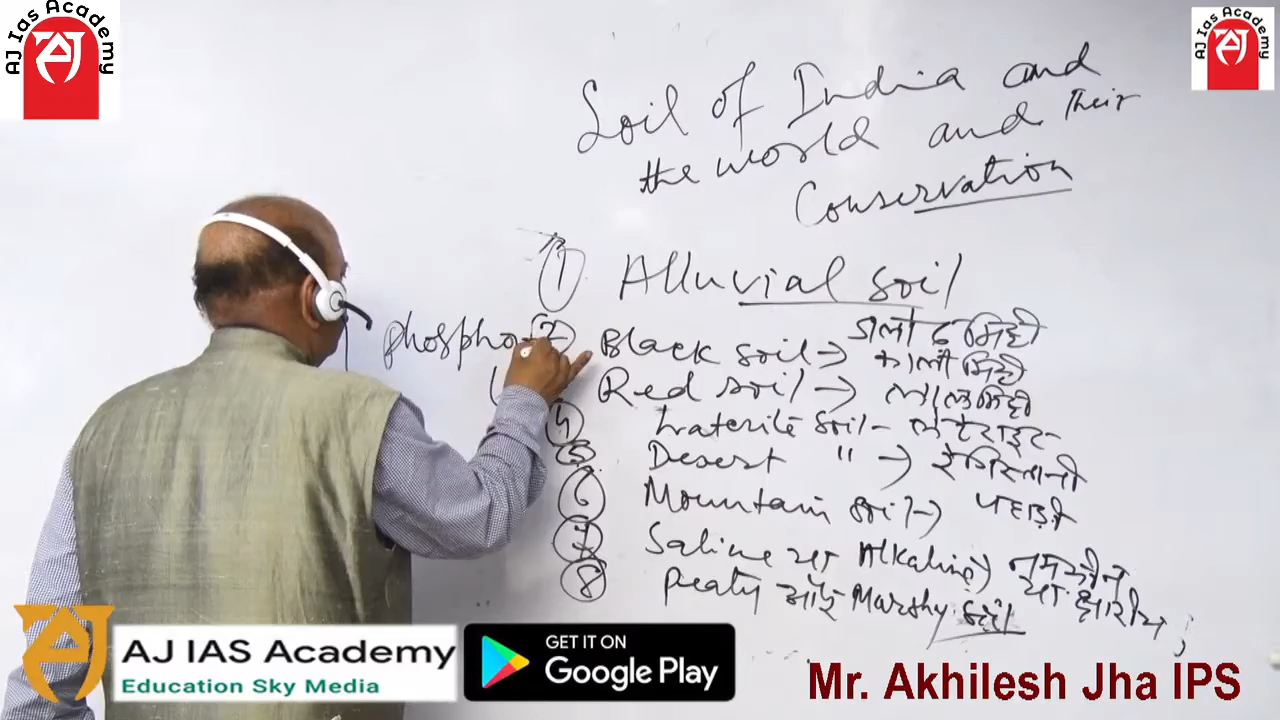 AJ Ias Academy
AJ Ias Academy
Soil of India and
the world and their
Conservation
1 Alluvial soil
phospho
2 Black soil → काली मिट्टी
Red soil → लाल मिट्टी
4 Laterite soil - लैटेराइट
5 Desert " → रेगिस्तानी
6 Mountain soil → पहाड़ी
7 Saline या Alkaline → नमकीन या क्षारीय ;
8 Peaty और Marshy soil
AJ IAS Academy
Education Sky Media
GET IT ON
Google Play
Mr. Akhilesh Jha IPS